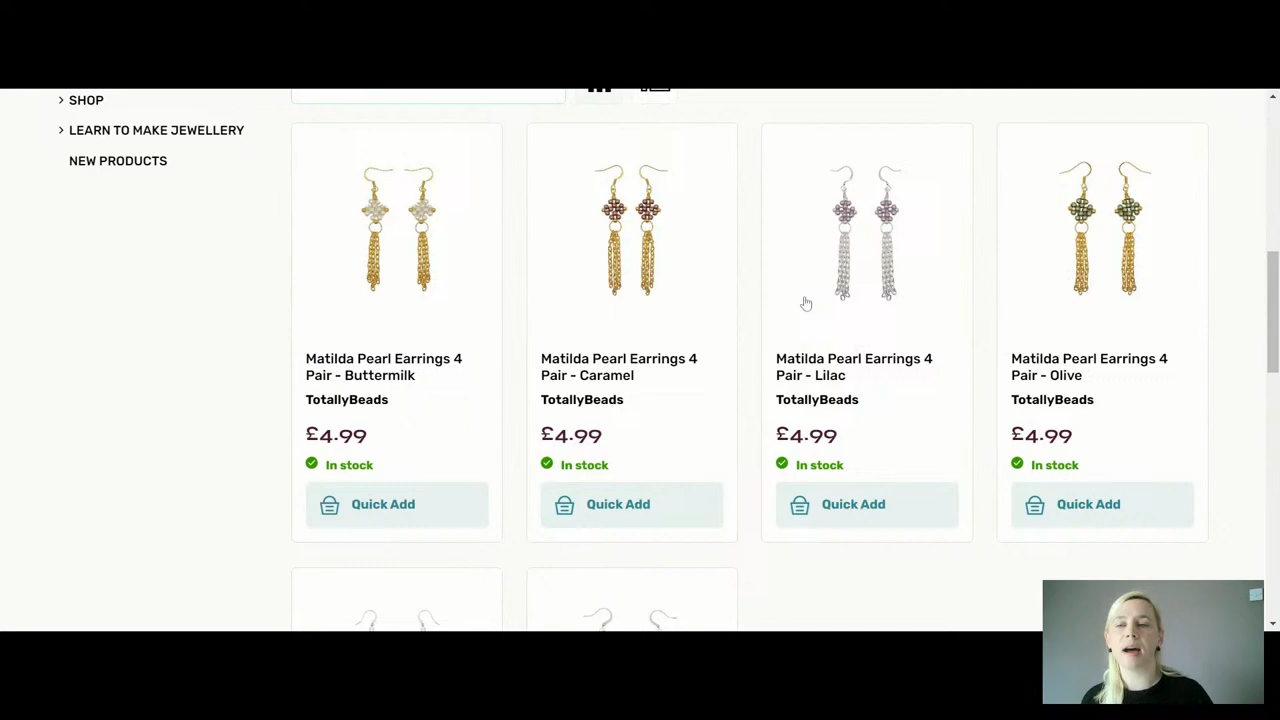 SHOP
LEARN TO MAKE JEWELLERY
NEW PRODUCTS
Matilda Pearl Earrings 4
Pair - Buttermilk
TotallyBeads
£4.99
In stock
Quick Add
Matilda Pearl Earrings 4
Pair - Caramel
TotallyBeads
£4.99
In stock
Quick Add
Matilda Pearl Earrings 4
Pair - Lilac
TotallyBeads
£4.99
In stock
Quick Add
Matilda Pearl Earrings 4
Pair - Olive
TotallyBeads
£4.99
In stock
Quick Add